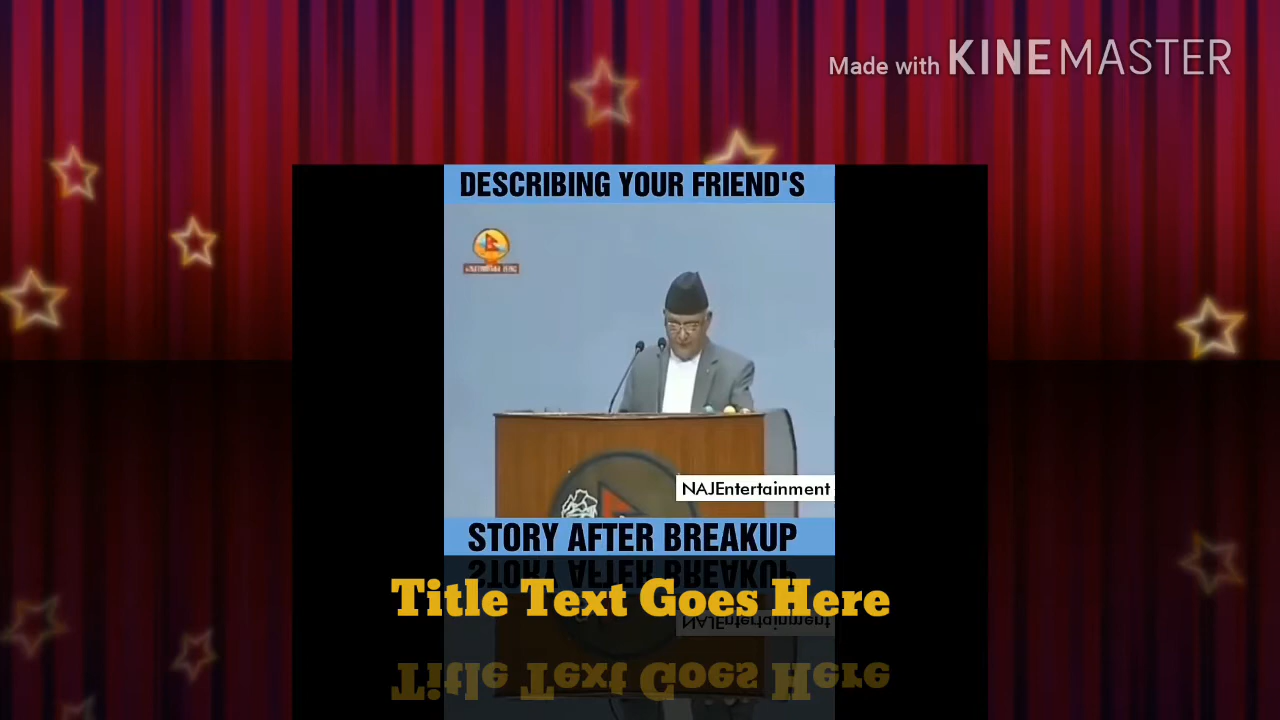 Made with KINEMASTER
DESCRIBING YOUR FRIEND'S
NAJEntertainment
STORY AFTER BREAKUP
Title Text Goes Here